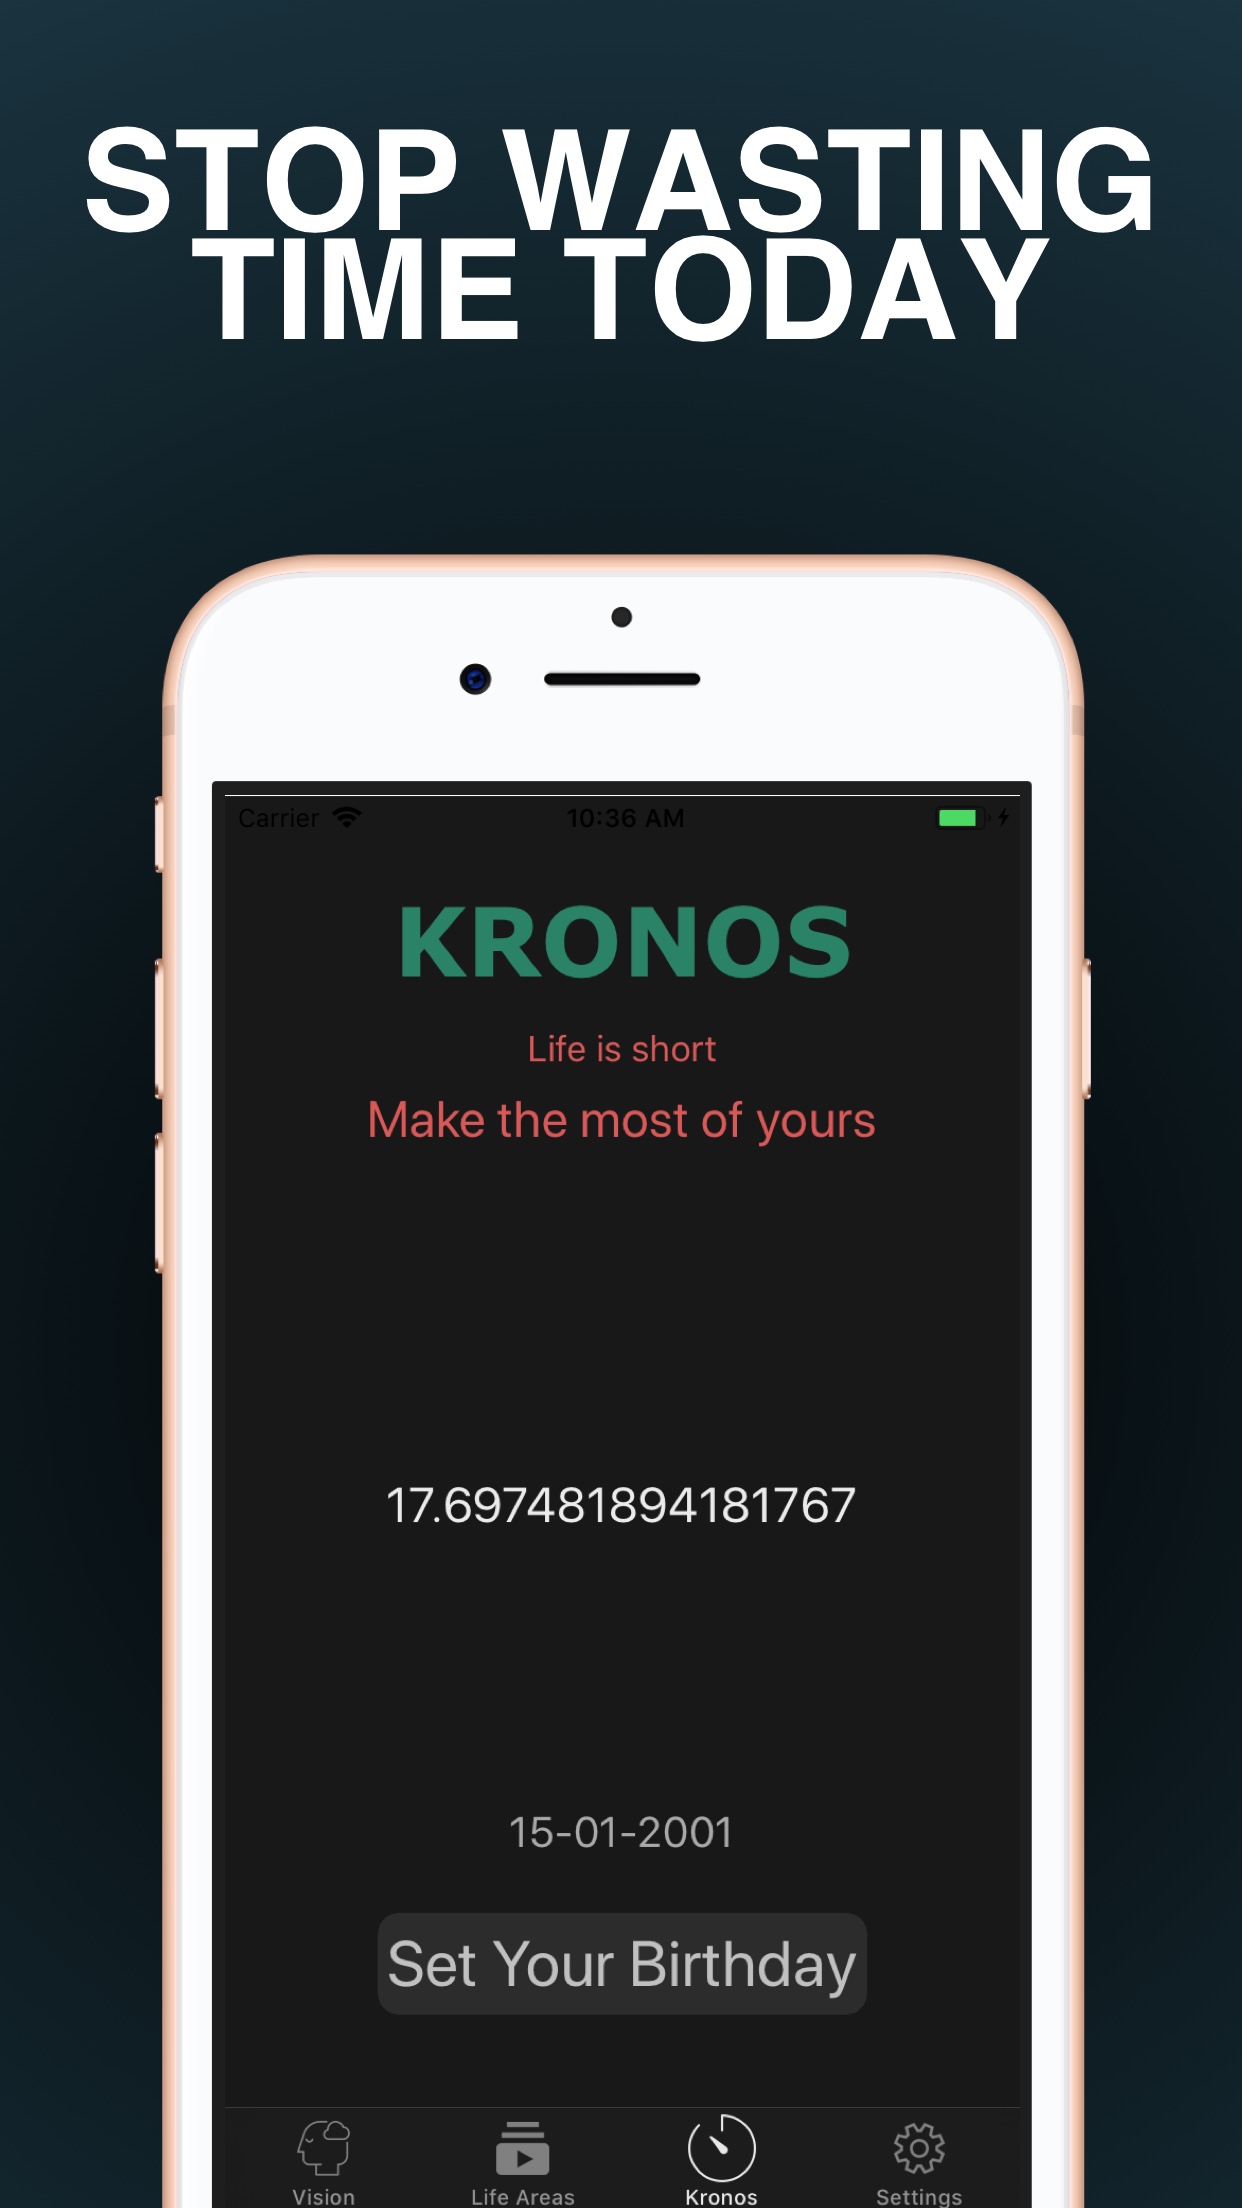 STOP WASTING
TIME TODAY
Carrier 10:36 AM
KRONOS
Life is short
Make the most of yours
17.697481894181767
15-01-2001
Set Your Birthday
Vision Life Areas Kronos Settings